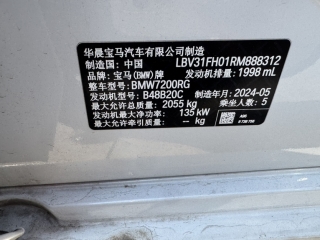 华晨宝马汽车有限公司制造
制造国: 中国 LBV31FH01RM888312
品牌: 宝马(BMW)牌 发动机排量: 1998 mL
整车型号: BMW7200RG
发动机型号: B48B20C 制造年月: 2024-05
最大允许总质量: 2055 kg 乘坐人数: 5
发动机最大净功率: 135 kW
最大允许牵引质量: -- kg